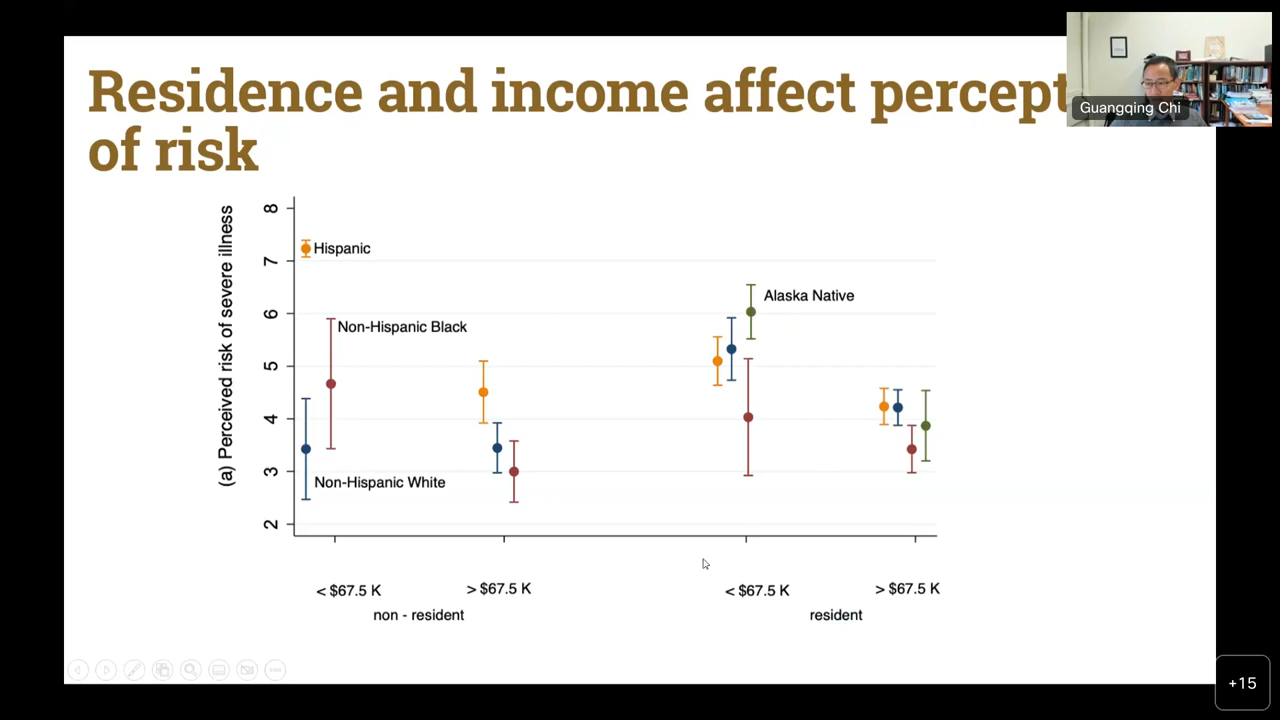 Residence and income affect percept
of risk
Guangqing Chi
(a) Perceived risk of severe illness
8
7
6
5
4
3
2
Hispanic
Non-Hispanic Black
Non-Hispanic White
Alaska Native
< $67.5 K
> $67.5 K
< $67.5 K
> $67.5 K
non - resident
resident
+15